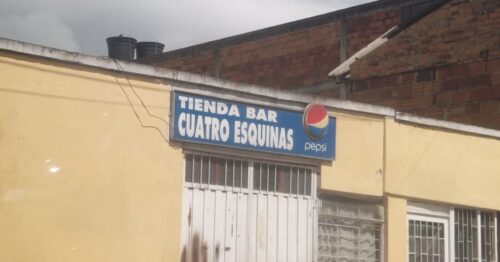 TIENDA BAR
CUATRO ESQUINAS
pepsi